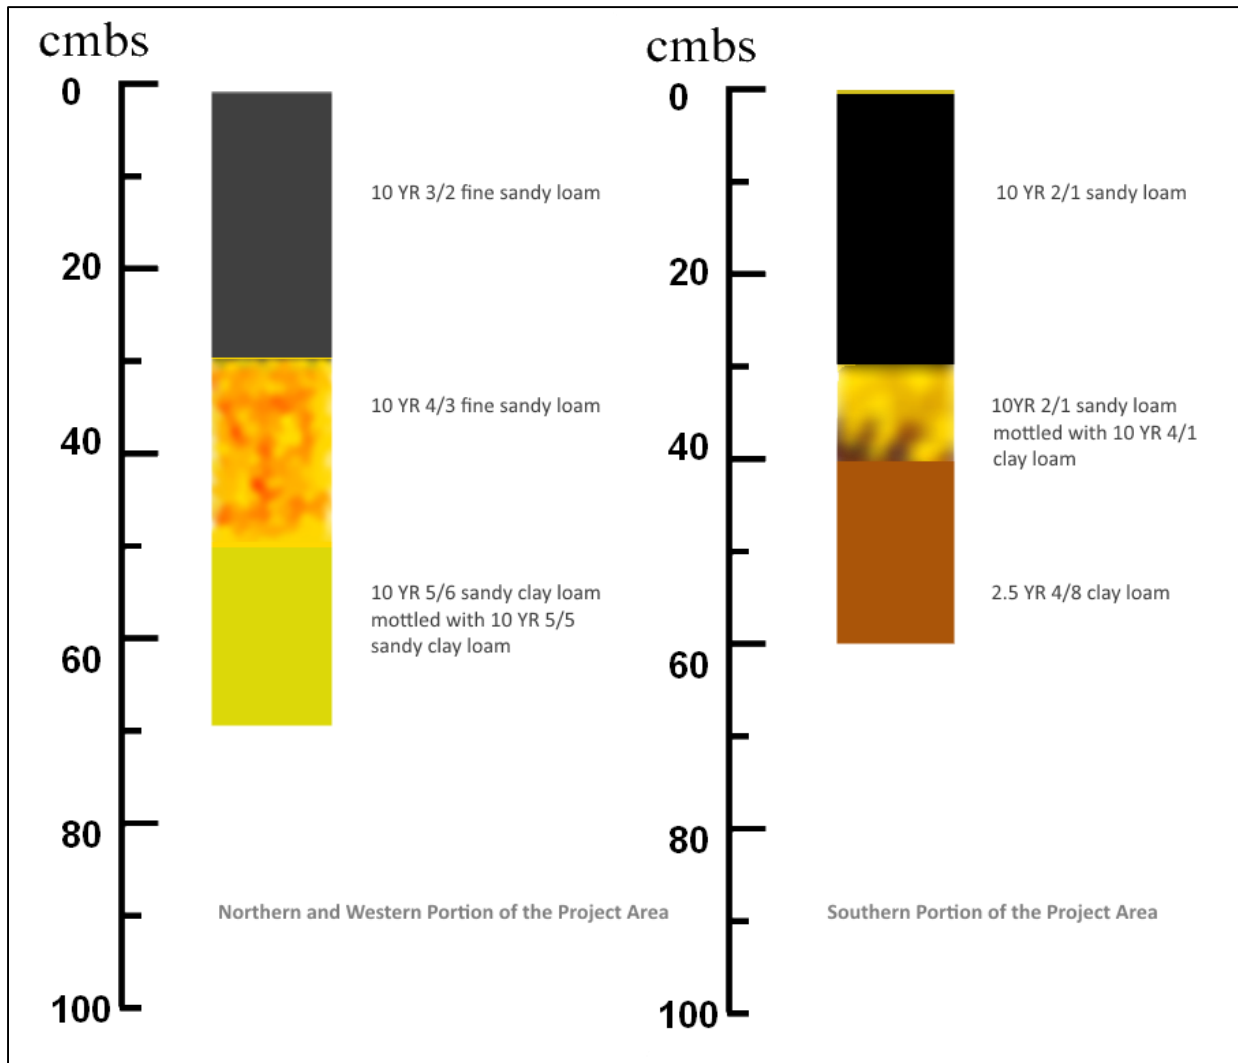 cmbs
0
20
40
60
80
100
10 YR 3/2 fine sandy loam
10 YR 4/3 fine sandy loam
10 YR 5/6 sandy clay loam
mottled with 10 YR 5/5
sandy clay loam
Northern and Western Portion of the Project Area
cmbs
0
20
40
60
80
100
10 YR 2/1 sandy loam
10YR 2/1 sandy loam
mottled with 10 YR 4/1
clay loam
2.5 YR 4/8 clay loam
Southern Portion of the Project Area